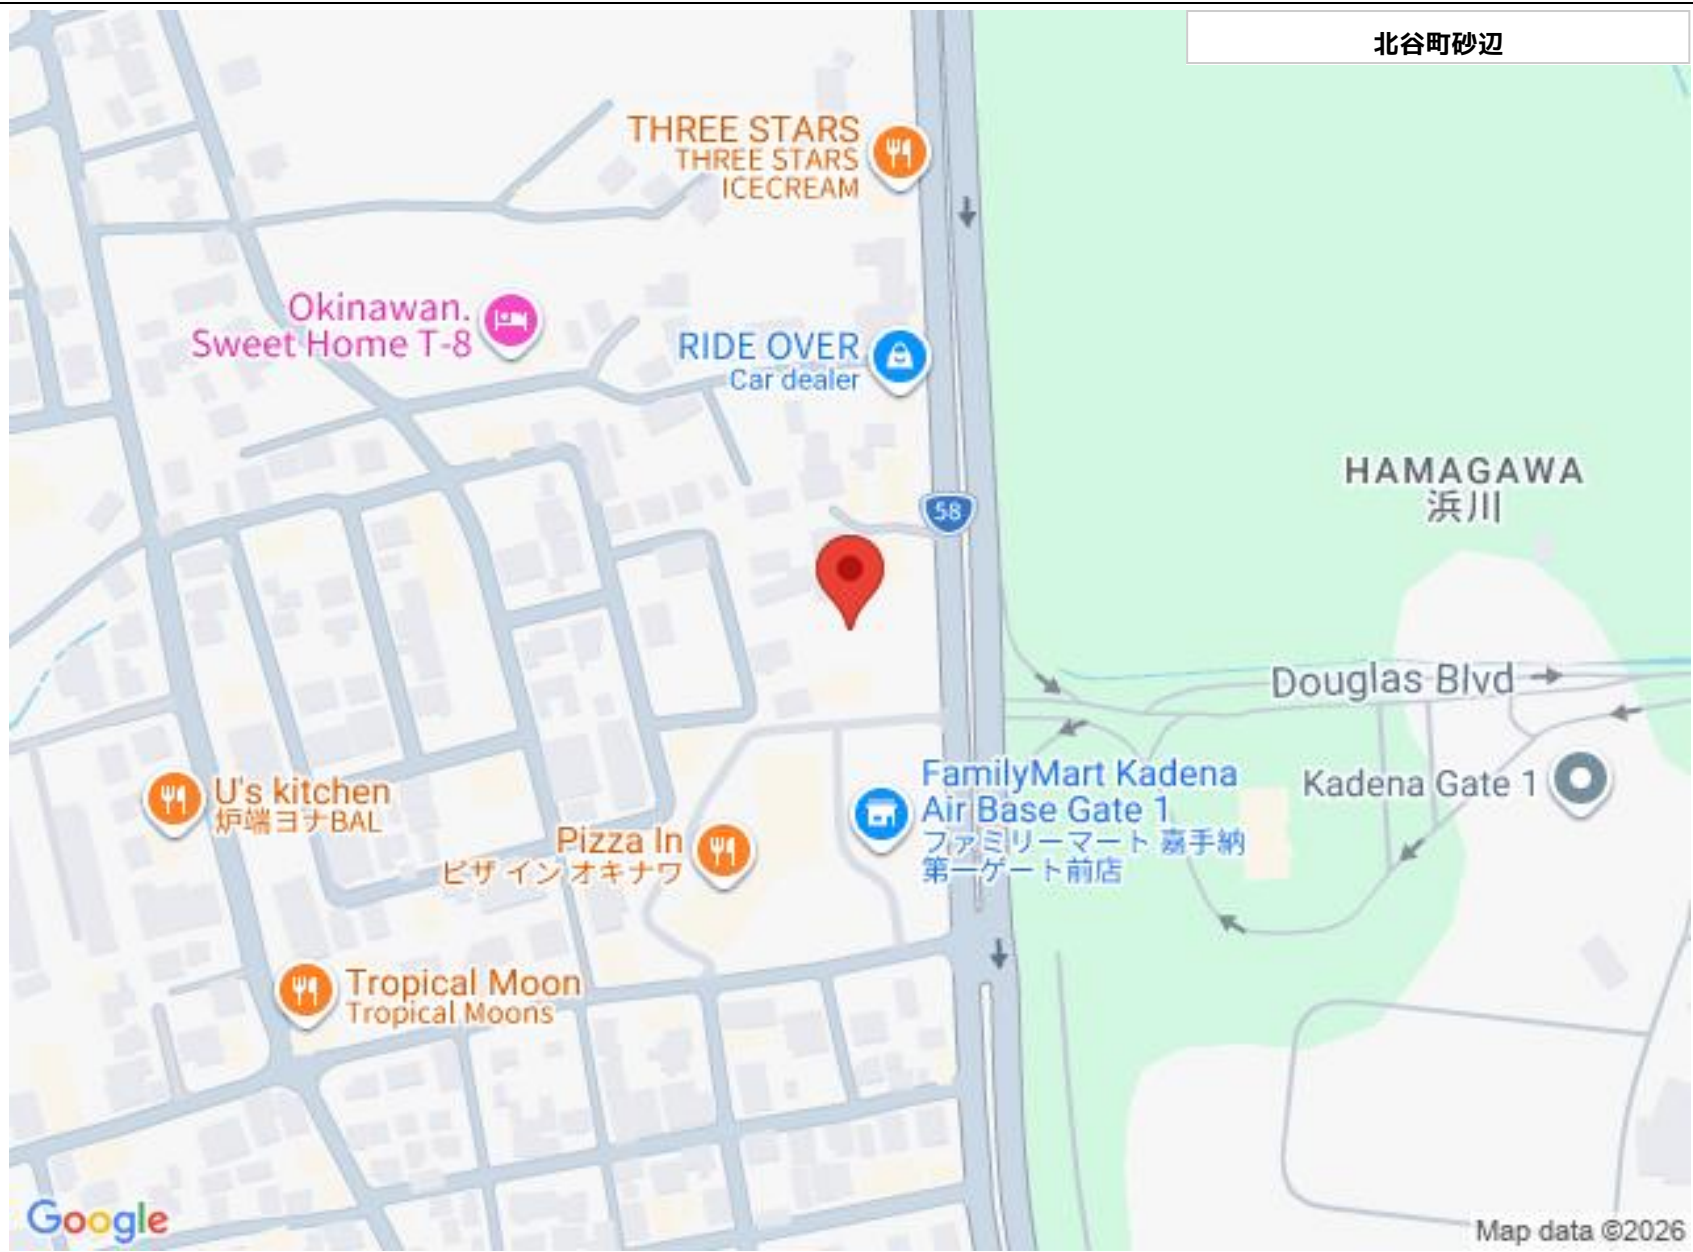 北谷町砂辺
THREE STARS
THREE STARS
ICECREAM
Okinawan.
Sweet Home T-8
RIDE OVER
Car dealer
58
HAMAGAWA
浜川
Douglas Blvd
Kadena Gate 1
FamilyMart Kadena
Air Base Gate 1
ファミリーマート 嘉手納
第一ゲート前店
U's kitchen
炉端ヨナBAL
Pizza In
ピザ イン オキナワ
Tropical Moon
Tropical Moons
Google
Map data ©2026